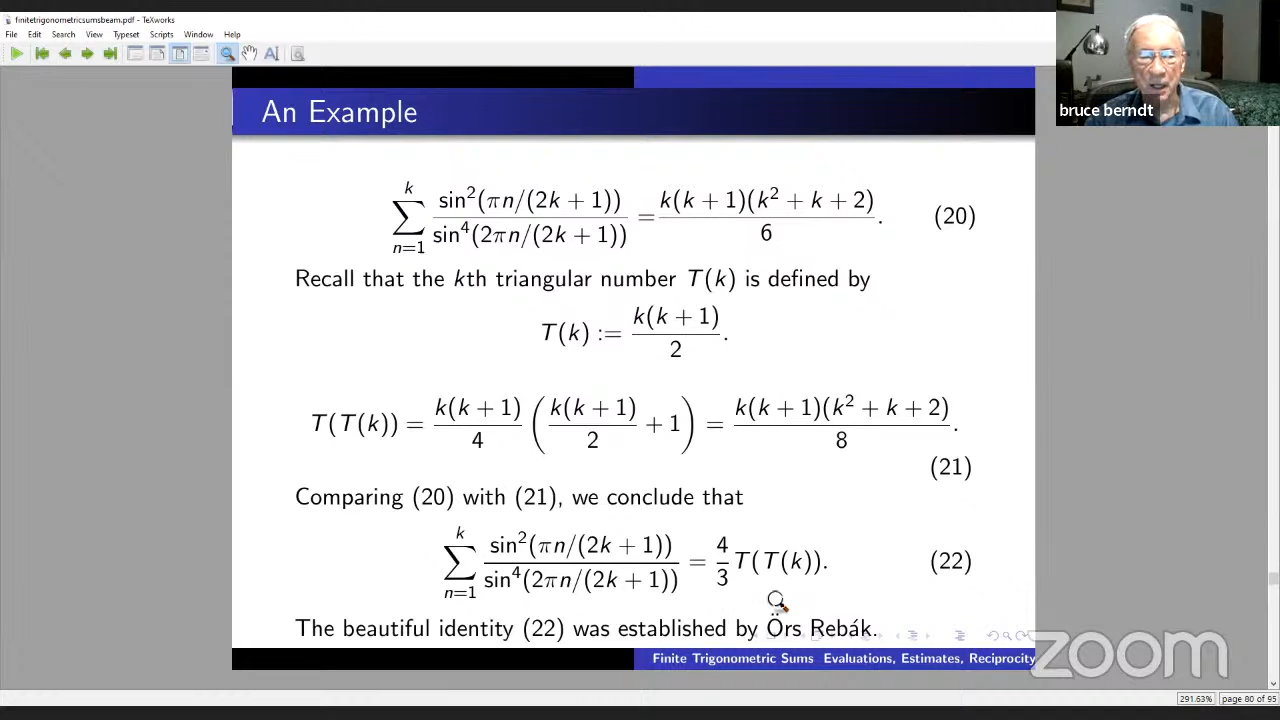 finitetrigonometricsumsbeam.pdf - TeXworks
File Edit Search View Typeset Scripts Window Help
bruce berndt
An Example
\sum_{n=1}^{k} \frac{\sin^2(\pi n/(2k + 1))}{\sin^4(2\pi n/(2k + 1))} = \frac{k(k + 1)(k^2 + k + 2)}{6}. (20)
Recall that the kth triangular number T(k) is defined by
T(k) := \frac{k(k + 1)}{2}.
T(T(k)) = \frac{k(k + 1)}{4} \left( \frac{k(k + 1)}{2} + 1 \right) = \frac{k(k + 1)(k^2 + k + 2)}{8}.
(21)
Comparing (20) with (21), we conclude that
\sum_{n=1}^{k} \frac{\sin^2(\pi n/(2k + 1))}{\sin^4(2\pi n/(2k + 1))} = \frac{4}{3} T(T(k)). (22)
The beautiful identity (22) was established by Örs Rebák.
Finite Trigonometric Sums Evaluations, Estimates, Reciprocity
zoom
291.63% page 80 of 95